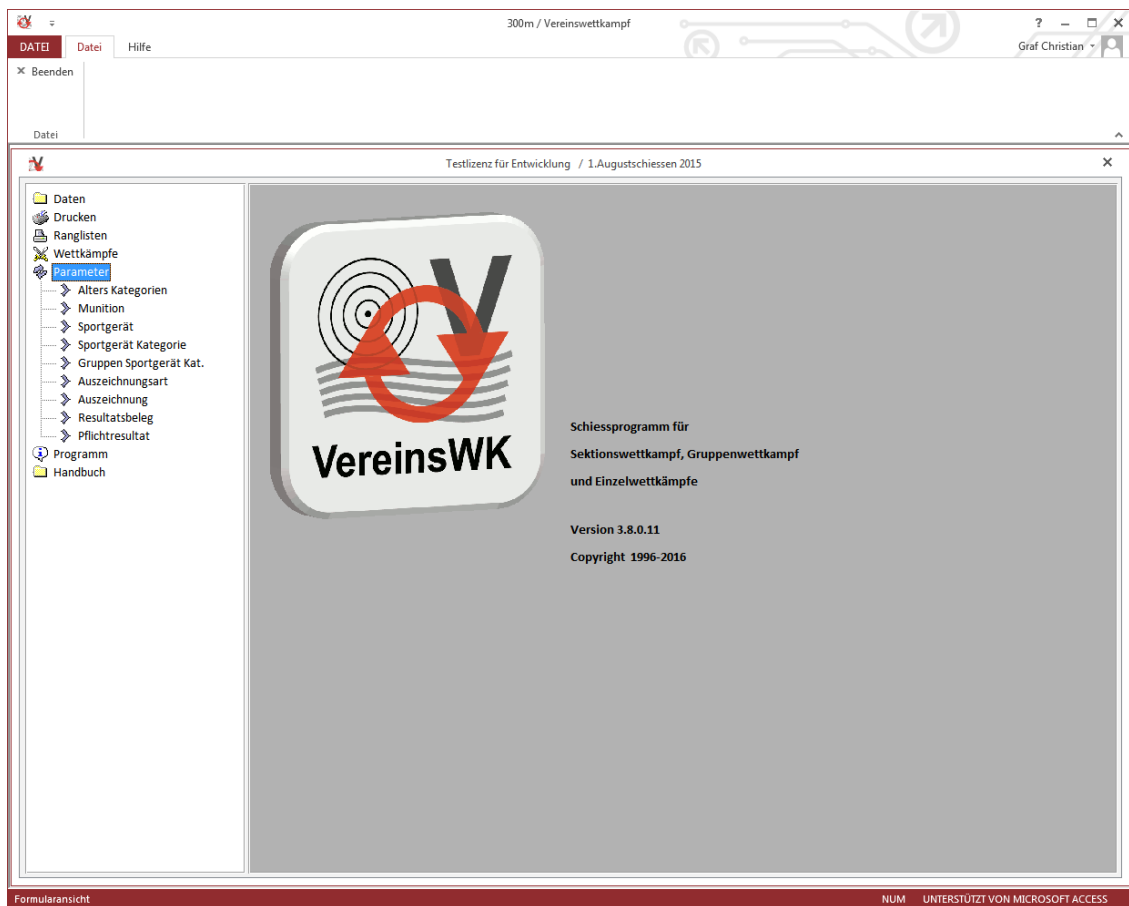 300m / Vereinswettkampf
?
DATEI Datei Hilfe
Graf Christian
Beenden
Datei
Testlizenz für Entwicklung / 1.Augustschiessen 2015
Daten
Drucken
Ranglisten
Wettkämpfe
Parameter
Alters Kategorien
Munition
Sportgerät
Sportgerät Kategorie
Gruppen Sportgerät Kat.
Auszeichnungsart
Auszeichnung
Resultatsbeleg
Pflichtresultat
Programm
Handbuch
V
VereinsWK
Schiessprogramm für
Sektionswettkampf, Gruppenwettkampf
und Einzelwettkämpfe
Version 3.8.0.11
Copyright 1996-2016
Formularansicht
NUM UNTERSTÜTZT VON MICROSOFT ACCESS